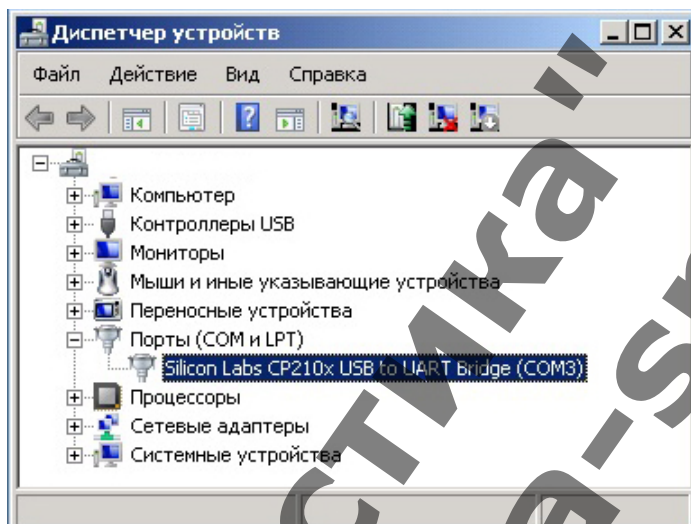 Диспетчер устройств
Файл Действие Вид Справка
Компьютер
Контроллеры USB
Мониторы
Мыши и иные указывающие устройства
Переносные устройства
Порты (COM и LPT)
Silicon Labs CP210x USB to UART Bridge (COM3)
Процессоры
Сетевые адаптеры
Системные устройства